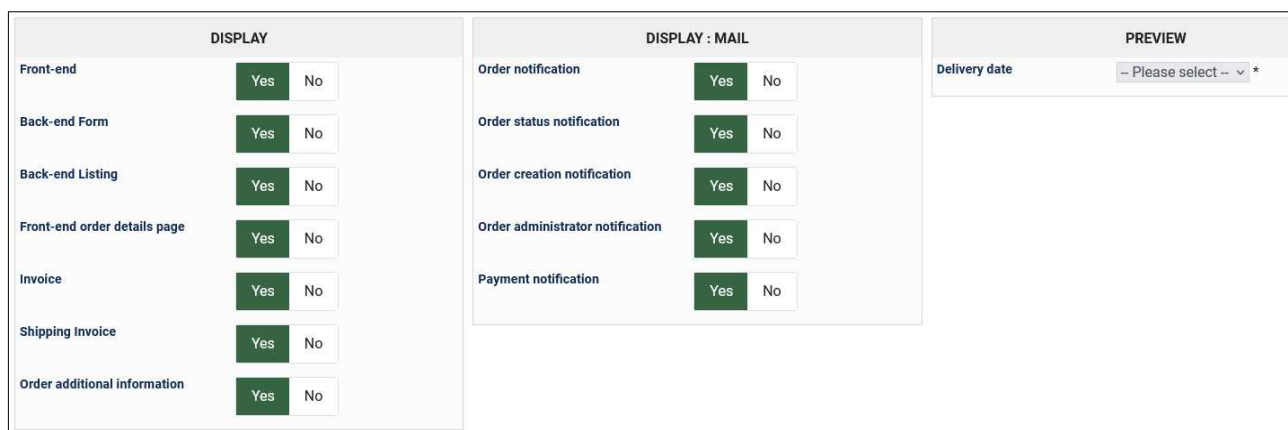 DISPLAY
Front-end Yes No
Back-end Form Yes No
Back-end Listing Yes No
Front-end order details page Yes No
Invoice Yes No
Shipping Invoice Yes No
Order additional information Yes No
DISPLAY : MAIL
Order notification Yes No
Order status notification Yes No
Order creation notification Yes No
Order administrator notification Yes No
Payment notification Yes No
PREVIEW
Delivery date -- Please select -- *